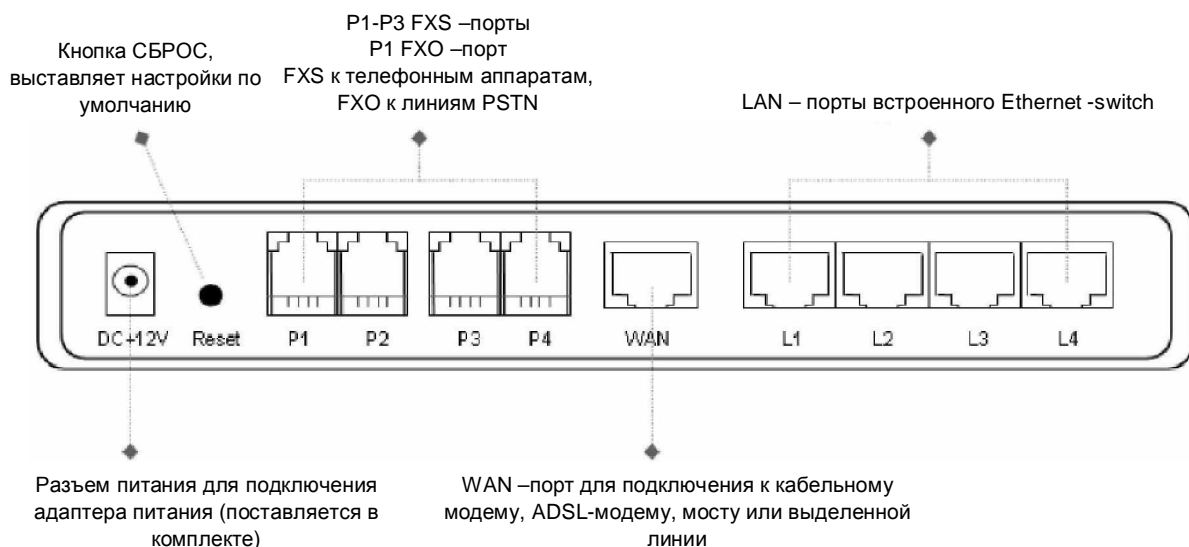 P1-P3 FXS –порты
P1 FXO –порт
FXS к телефонным аппаратам,
FXO к линиям PSTN
Кнопка СБРОС,
выставляет настройки по
умолчанию
LAN – порты встроенного Ethernet -switch
DC+12V Reset P1 P2 P3 P4 WAN L1 L2 L3 L4
Разъем питания для подключения
адаптера питания (поставляется в
комплекте)
WAN –порт для подключения к кабельному
модему, ADSL-модему, мосту или выделенной
линии